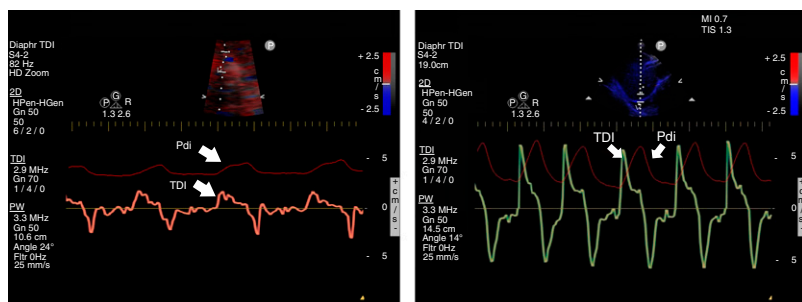 Diaphr TDI
S4-2
82 Hz
HD Zoom
2D
HPen-HGen
Gn 50
50
6 / 2 / 0
P
G
P R
1.3 2.6
+ 2.5
c
m
/
s
- 2.5
TDI
2.9 MHz
Gn 70
1 / 4 / 0
PW
3.3 MHz
Gn 50
10.6 cm
Angle 24°
Fltr 0Hz
25 mm/s
Pdi
TDI
- 5
- 0
- 5
+ c m / s -
MI 0.7
TIS 1.3
Diaphr TDI
S4-2
19.0cm
2D
HPen-HGen
Gn 50
50
4 / 2 / 0
P
G
P R
1.3 2.6
+ 2.5
c
m
/
s
- 2.5
TDI
2.9 MHz
Gn 70
1 / 4 / 0
PW
3.3 MHz
Gn 50
14.5 cm
Angle 14°
Fltr 0Hz
25 mm/s
TDI
Pdi
5
0
5
+ c m / s -